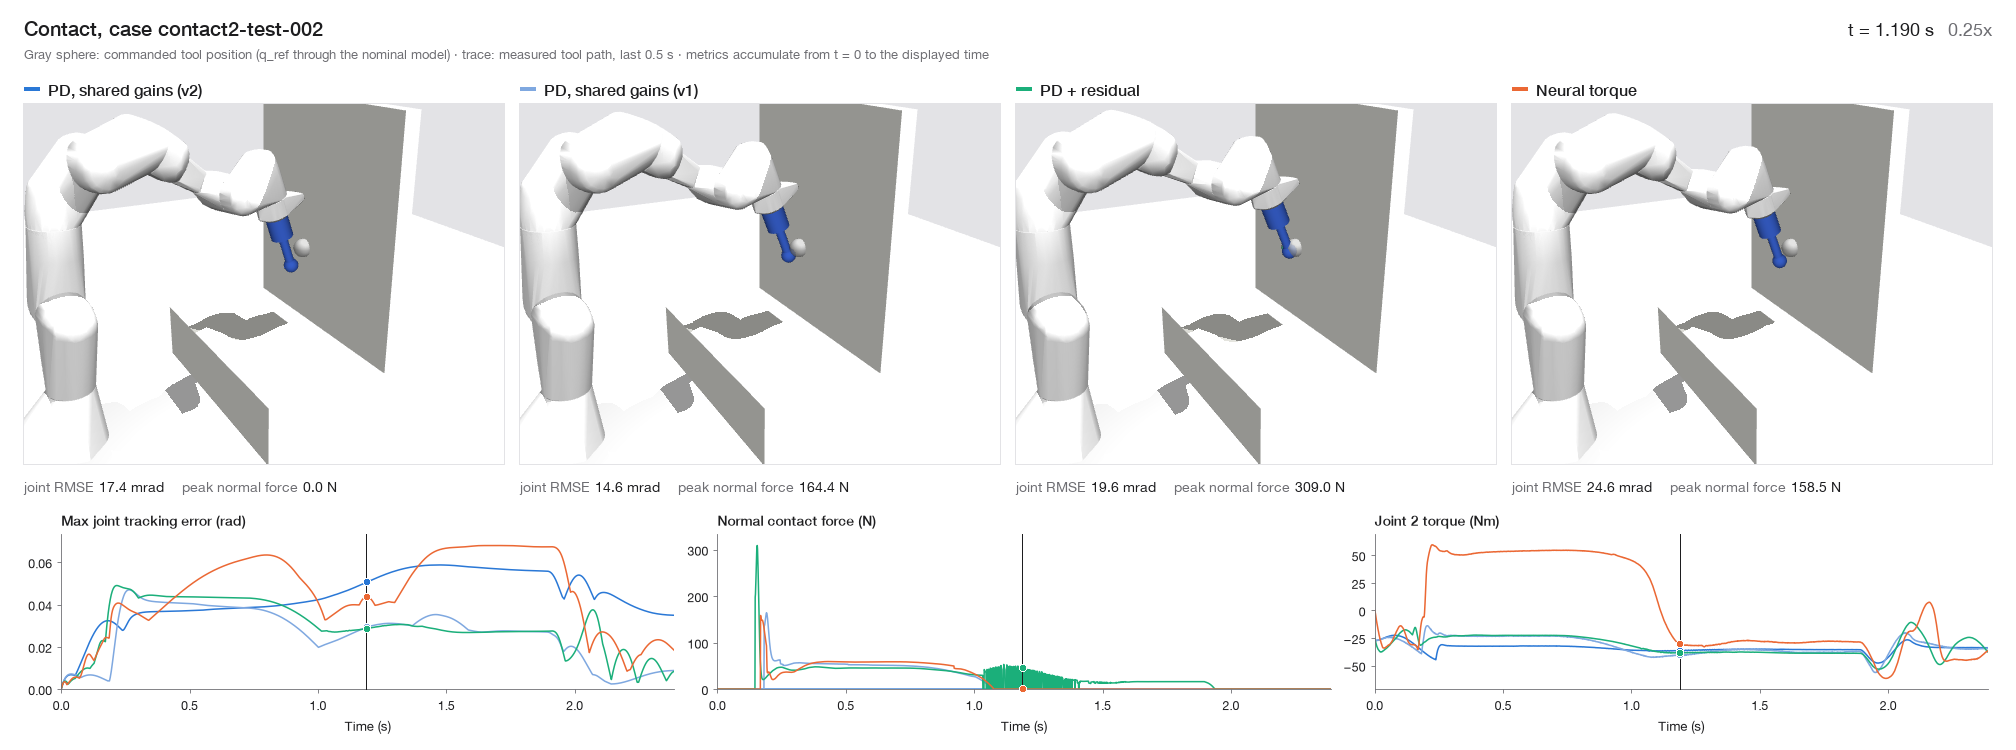 Contact, case contact2-test-002
t = 1.190 s 0.25x
Gray sphere: commanded tool position (q_ref through the nominal model) · trace: measured tool path, last 0.5 s · metrics accumulate from t = 0 to the displayed time
PD, shared gains (v2)
PD, shared gains (v1)
PD + residual
Neural torque
joint RMSE 17.4 mrad peak normal force 0.0 N
joint RMSE 14.6 mrad peak normal force 164.4 N
joint RMSE 19.6 mrad peak normal force 309.0 N
joint RMSE 24.6 mrad peak normal force 158.5 N
Max joint tracking error (rad)
0.06
0.04
0.02
0.00
0.0 0.5 1.0 1.5 2.0
Time (s)
Normal contact force (N)
300
200
100
0
0.0 0.5 1.0 1.5 2.0
Time (s)
Joint 2 torque (Nm)
50
25
0
−25
−50
0.0 0.5 1.0 1.5 2.0
Time (s)